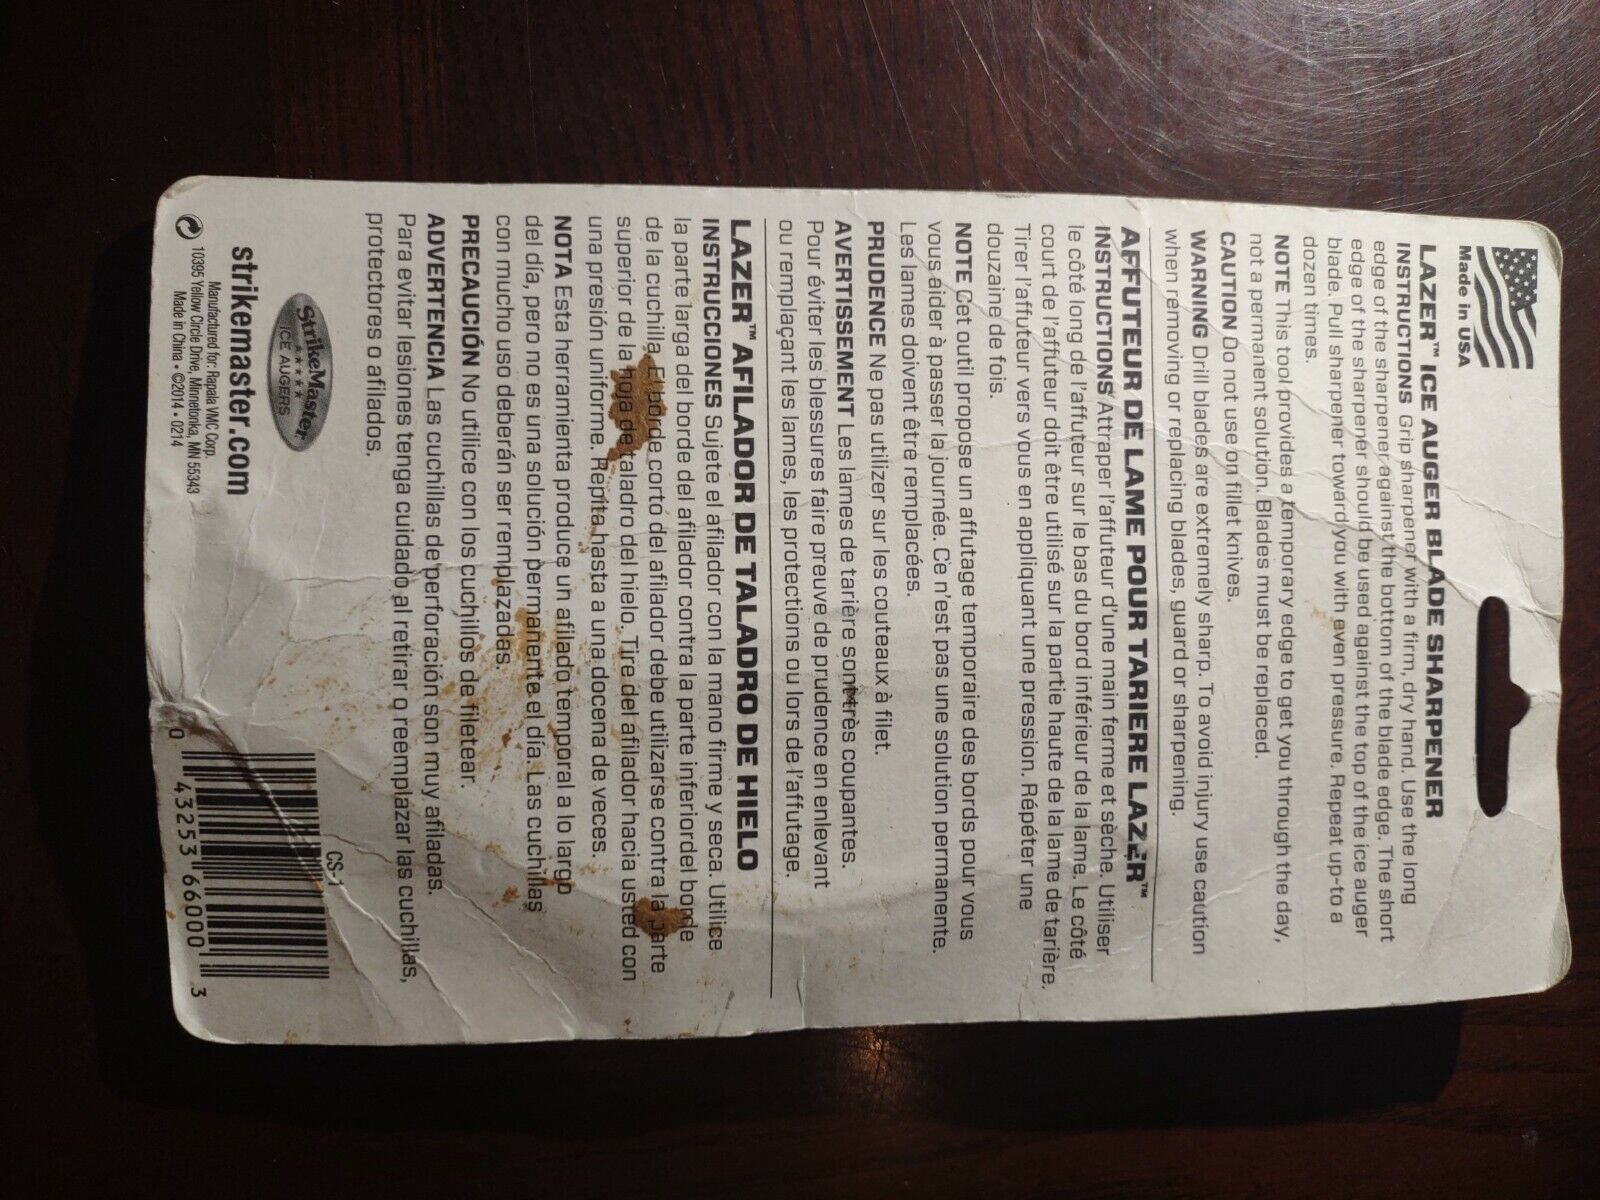 Made in USA
LAZER™ ICE AUGER BLADE SHARPENER
INSTRUCTIONS Grip sharpener with a firm, dry hand. Use the long
edge of the sharpener against the bottom of the blade edge. The short
edge of the sharpener should be used against the top of the ice auger
blade. Pull sharpener toward you with even pressure. Repeat up-to a
dozen times.
NOTE This tool provides a temporary edge to get you through the day,
not a permanent solution. Blades must be replaced.
CAUTION Do not use on fillet knives.
WARNING Drill blades are extremely sharp. To avoid injury use caution
when removing or replacing blades, guard or sharpening.
AFFUTEUR DE LAME POUR TARIERE LAZER™
INSTRUCTIONS Attraper l'affuteur d'une main ferme et sèche. Utiliser
le côté long de l'affuteur sur le bas du bord inférieur de la lame. Le côté
court de l'affuteur doit être utilisé sur la partie haute de la lame de tarière.
Tirer l'affuteur vers vous en appliquant une pression. Répéter une
douzaine de fois.
NOTE Cet outil propose un affutage temporaire des bords pour vous
vous aider à passer la journée. Ce n'est pas une solution permanente.
Les lames doivent être remplacées.
PRUDENCE Ne pas utilizer sur les couteaux à filet.
AVERTISSEMENT Les lames de tarière sont très coupantes.
Pour éviter les blessures faire preuve de prudence en enlevant
ou remplaçant les lames, les protections ou lors de l'affutage.
LAZER™ AFILADOR DE TALADRO DE HIELO
INSTRUCCIONES Sujete el afilador con la mano firme y seca. Utilice
la parte larga del borde del afilador contra la parte inferiordel borde
de la cuchilla. El borde corto del afilador debe utilizarse contra la parte
superior de la hoja de taladro del hielo. Tire del afilador hacia usted con
una presión uniforme. Repita hasta a una docena de veces.
NOTA Esta herramienta produce un afilado temporal a lo largo
del día, pero no es una solución permanente el día. Las cuchillas
con mucho uso deberán ser remplazadas.
PRECAUCIÓN No utilice con los cuchillos de filetear.
ADVERTENCIA Las cuchillas de perforación son muy afiladas.
Para evitar lesiones tenga cuidado al retirar o reemplazar las cuchillas,
protectores o afilados.
StrikeMaster
ICE AUGERS
strikemaster.com
Manufactured for: Rapala VMC Corp.
10395 Yellow Circle Drive, Minnetonka, MN 55343
Made in China • ©2014 • 0214
CS-1
0 43253 66000 3